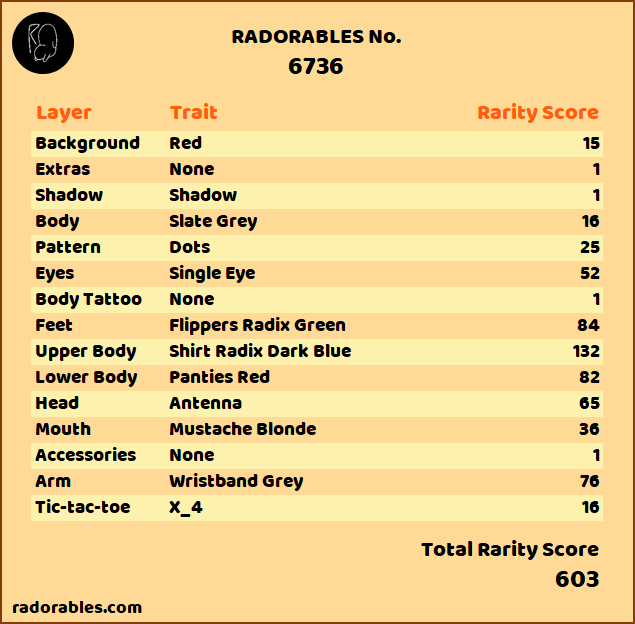 RADORABLES No.
6736
Layer Trait Rarity Score
Background Red 15
Extras None 1
Shadow Shadow 1
Body Slate Grey 16
Pattern Dots 25
Eyes Single Eye 52
Body Tattoo None 1
Feet Flippers Radix Green 84
Upper Body Shirt Radix Dark Blue 132
Lower Body Panties Red 82
Head Antenna 65
Mouth Mustache Blonde 36
Accessories None 1
Arm Wristband Grey 76
Tic-tac-toe X_4 16
Total Rarity Score
603
radorables.com